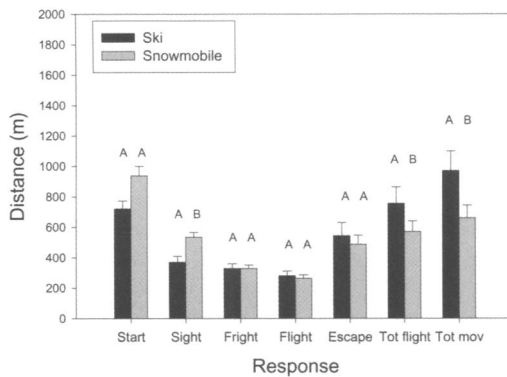 2000
1800
1600
1400
1200
1000
800
600
400
200
0
Distance (m)
Ski
Snowmobile
A A
A B
A A
A A
A A
A B
A B
Start Sight Fright Flight Escape Tot flight Tot mov
Response